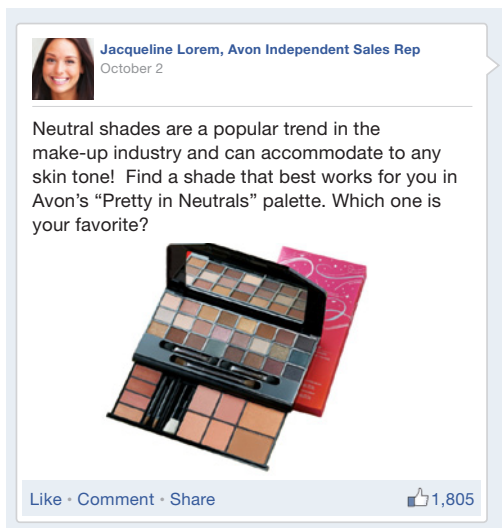 Jacqueline Lorem, Avon Independent Sales Rep
October 2
Neutral shades are a popular trend in the
make-up industry and can accommodate to any
skin tone!  Find a shade that best works for you in
Avon’s “Pretty in Neutrals” palette. Which one is
your favorite?
Like • Comment • Share
1,805